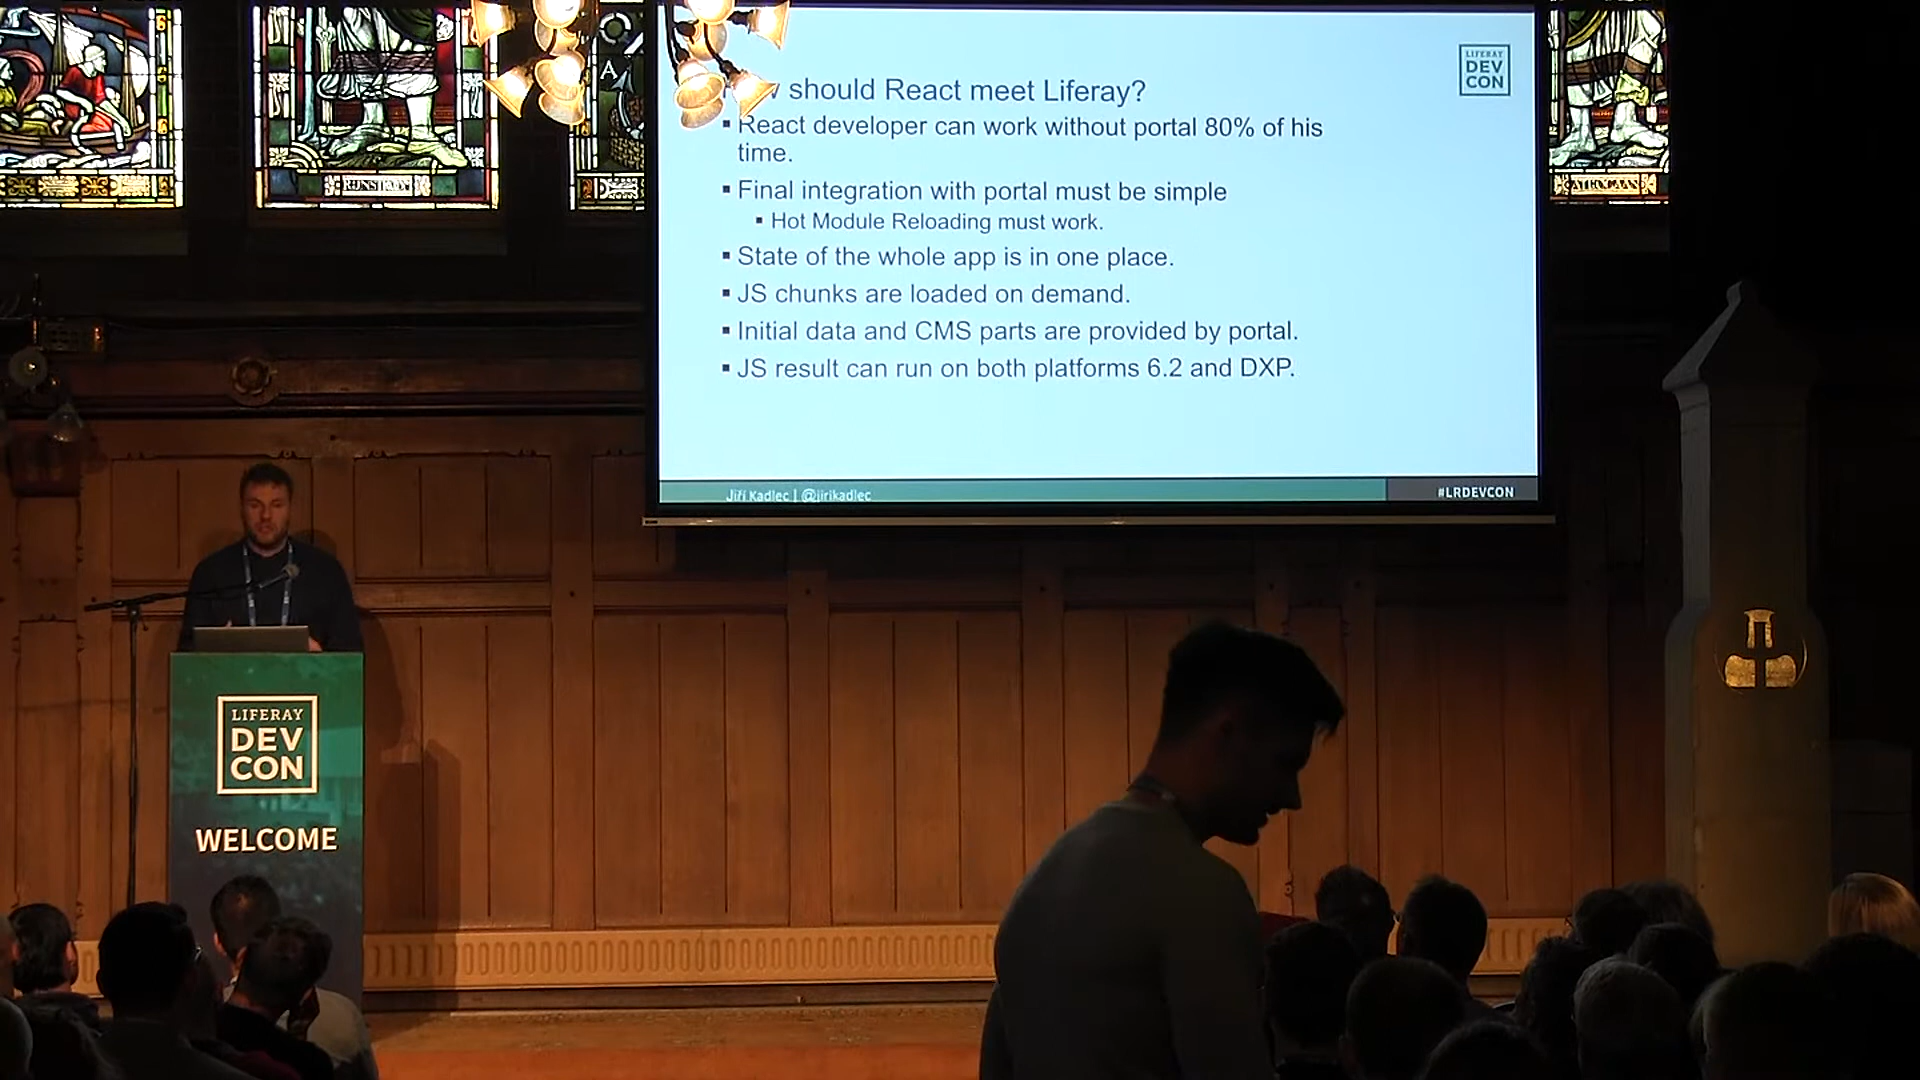 should React meet Liferay?
▪ React developer can work without portal 80% of his
time.
▪ Final integration with portal must be simple
▪ Hot Module Reloading must work.
▪ State of the whole app is in one place.
▪ JS chunks are loaded on demand.
▪ Initial data and CMS parts are provided by portal.
▪ JS result can run on both platforms 6.2 and DXP.
LIFERAY
DEV
CON
Jiří Kadlec | @jirikadlec
#LRDEVCON
LIFERAY
DEV
CON
WELCOME